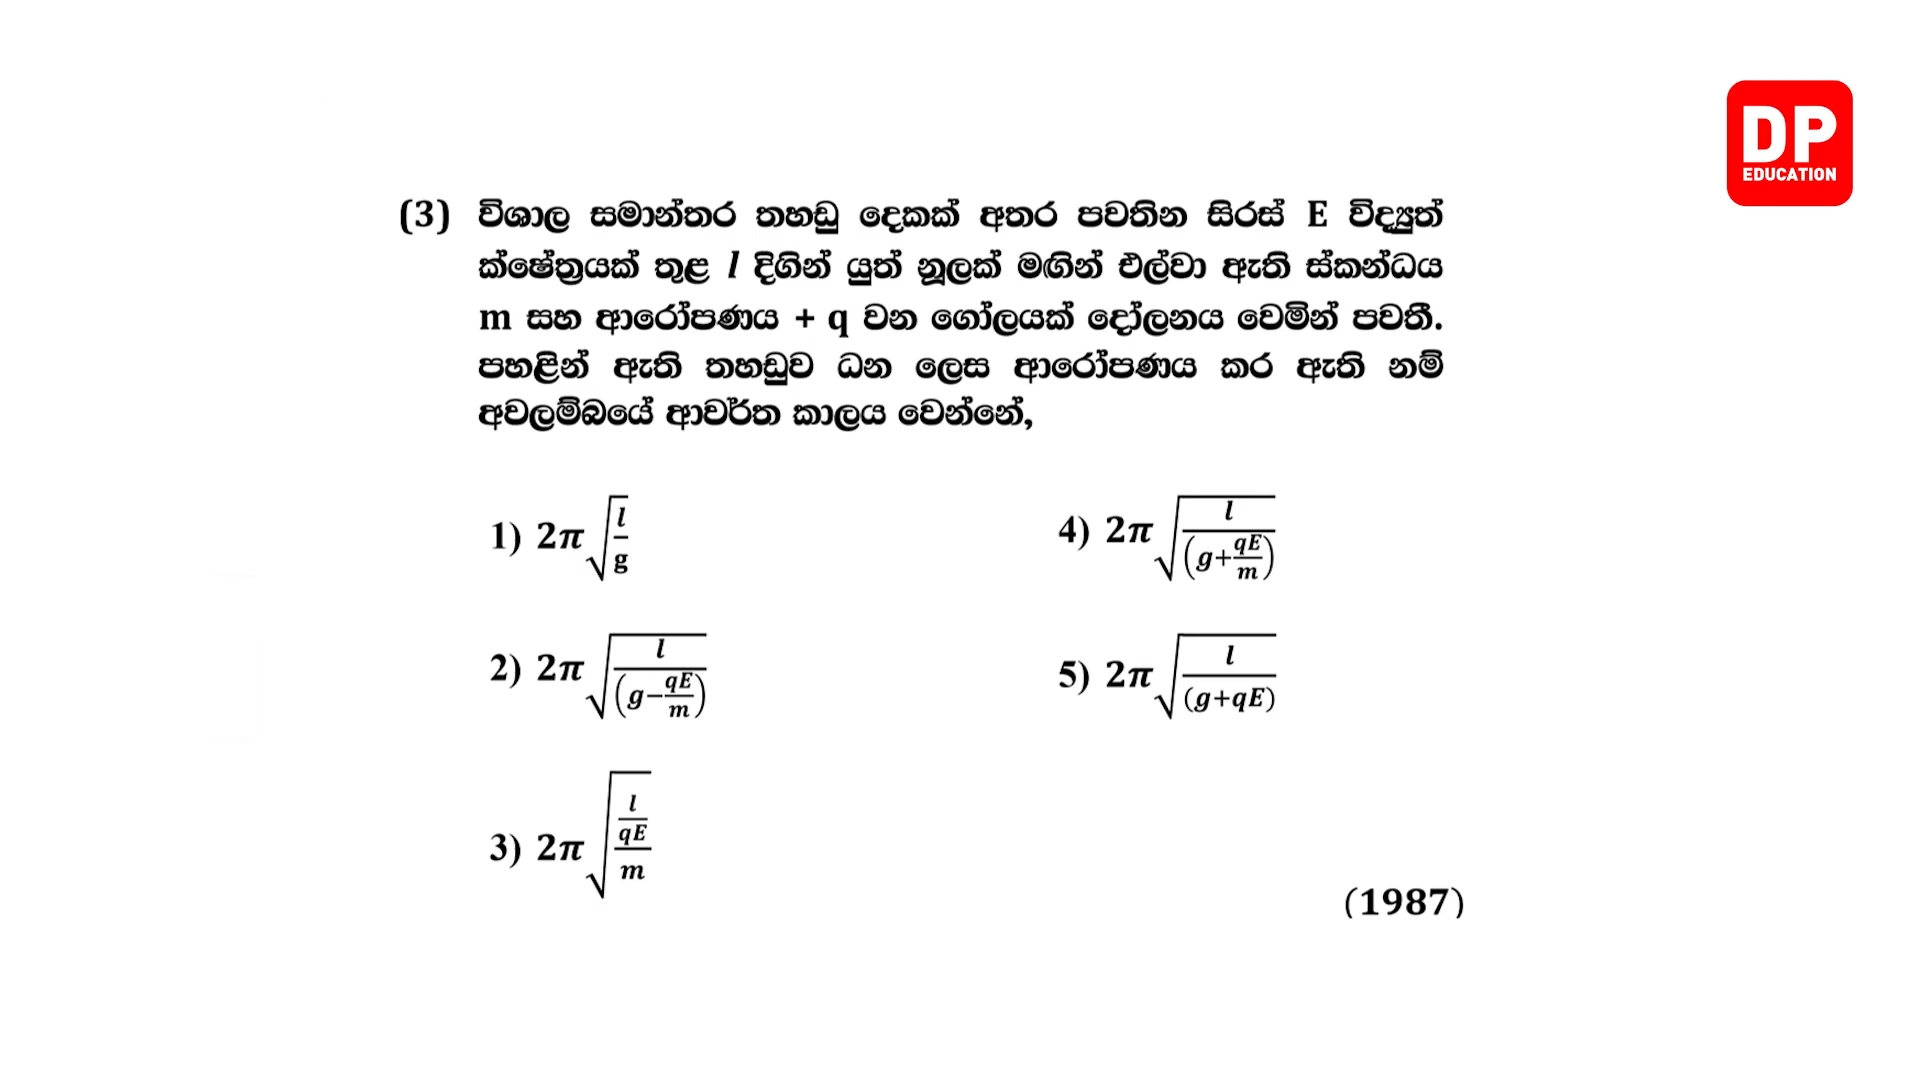 DP
EDUCATION
(3) විශාල සමාන්තර තහඩු දෙකක් අතර පවතින සිරස් E විද්‍යුත්
ක්ෂේත්‍රයක් තුළ l දිගින් යුත් නූලක් මඟින් එල්වා ඇති ස්කන්ධය
m සහ ආරෝපණය + q වන ගෝලයක් දෝලනය වෙමින් පවතී.
පහළින් ඇති තහඩුව ධන ලෙස ආරෝපණය කර ඇති නම්
අවලම්බයේ ආවර්ත කාලය වෙන්නේ,
1) 2π √(l/g)
2) 2π √(l/(g−qE/m))
3) 2π √((l/qE)/m)
4) 2π √(l/(g+qE/m))
5) 2π √(l/(g+qE))
(1987)